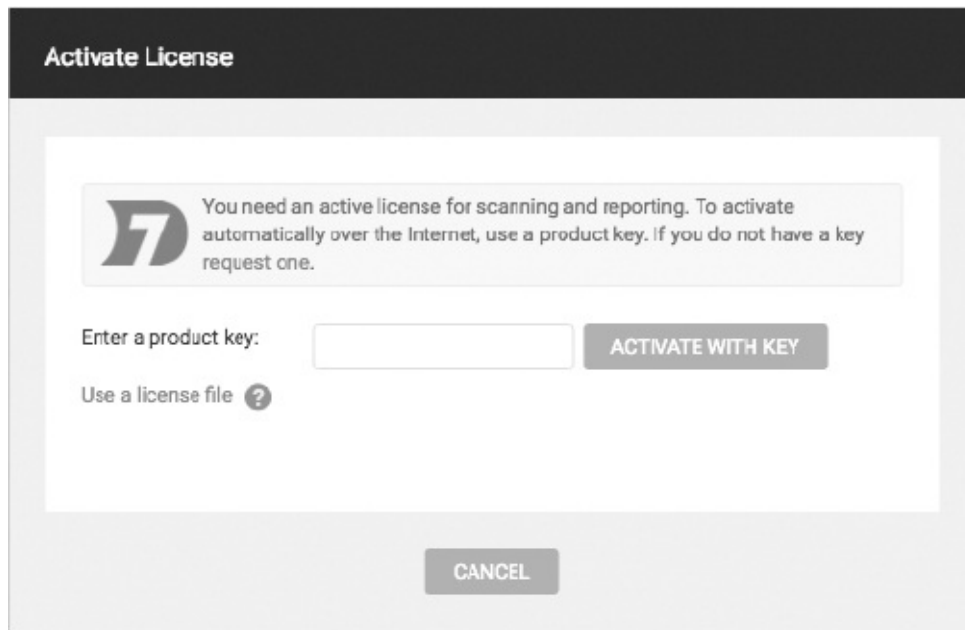 Activate License
You need an active license for scanning and reporting. To activate
automatically over the Internet, use a product key. If you do not have a key
request one.
Enter a product key:
ACTIVATE WITH KEY
Use a license file ?
CANCEL